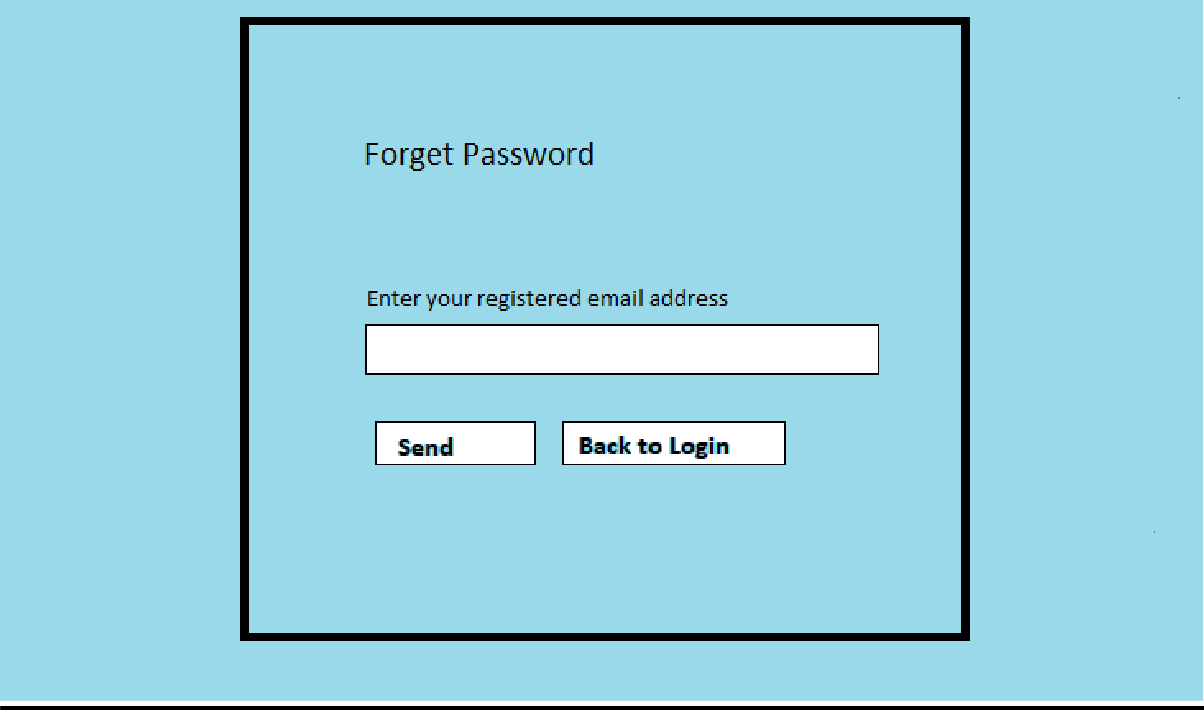 Forget Password
Enter your registered email address
Send
Back to Login